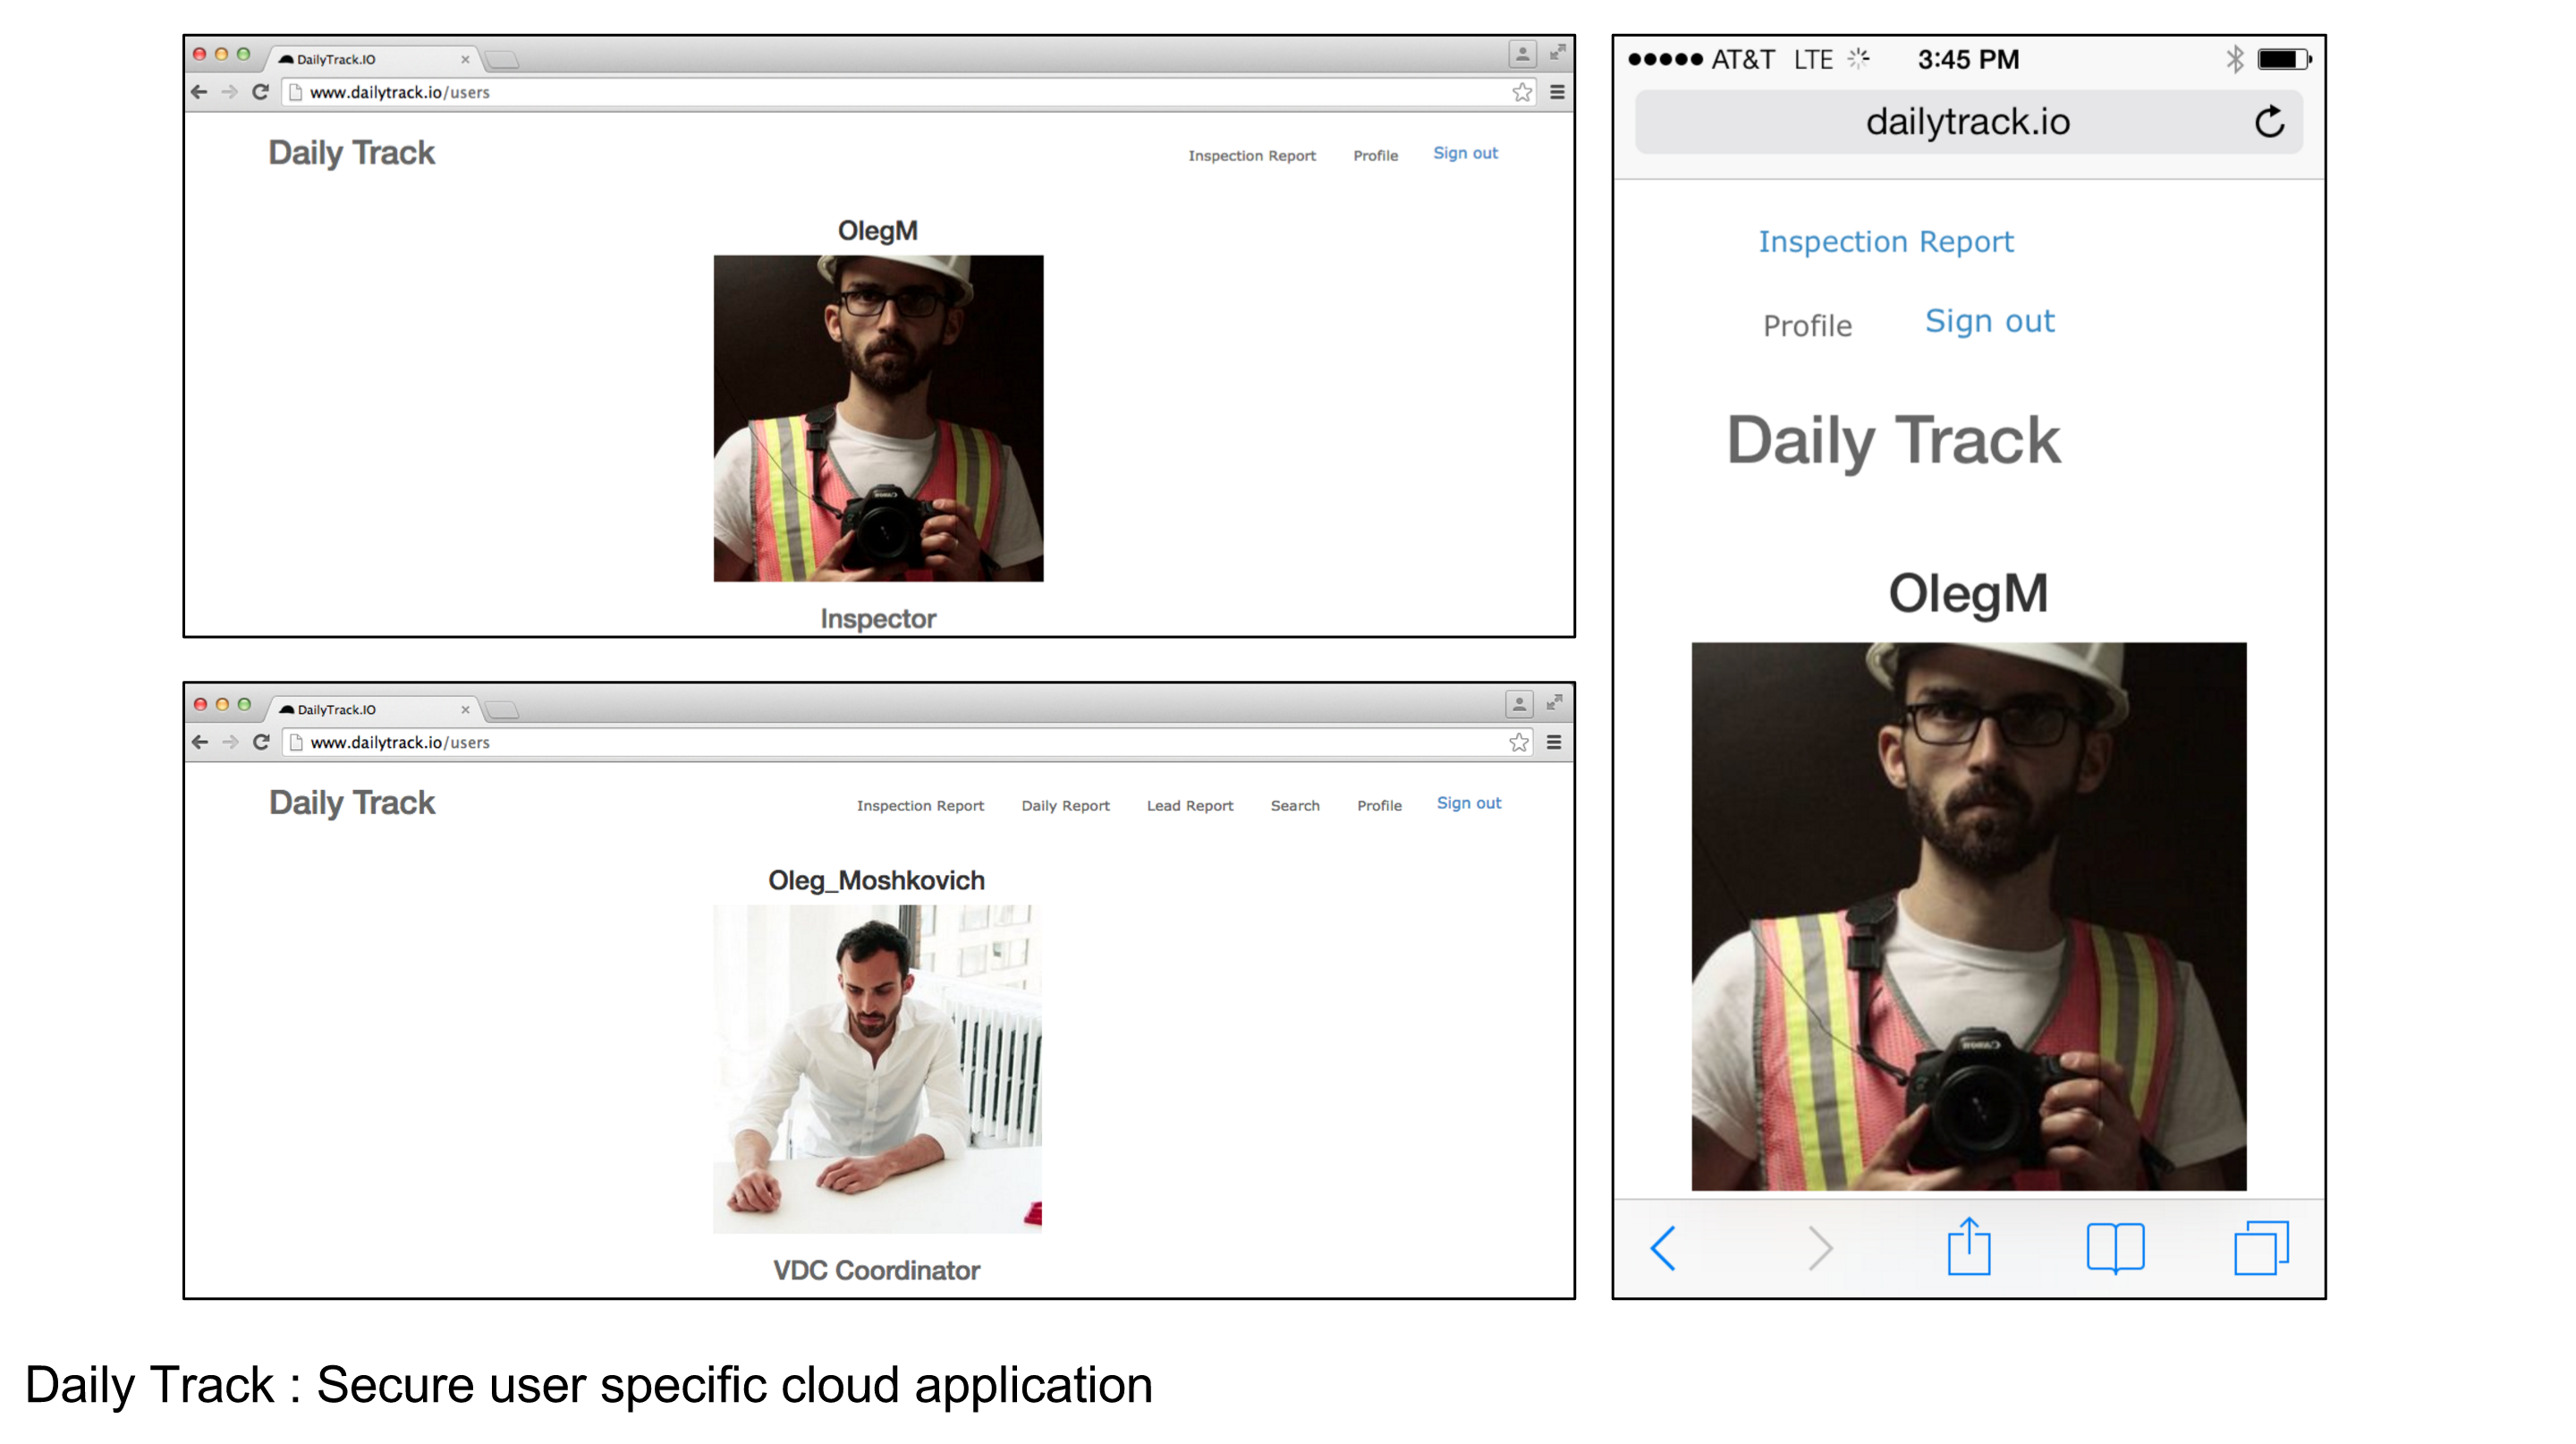 DailyTrack.IO
www.dailytrack.io/users
Daily Track
Inspection Report Profile Sign out
OlegM
Canon
Inspector
DailyTrack.IO
www.dailytrack.io/users
Daily Track
Inspection Report Daily Report Lead Report Search Profile Sign out
Oleg_Moshkovich
VDC Coordinator
AT&T LTE 3:45 PM
dailytrack.io
Inspection Report
Profile Sign out
Daily Track
OlegM
Canon
Daily Track : Secure user specific cloud application